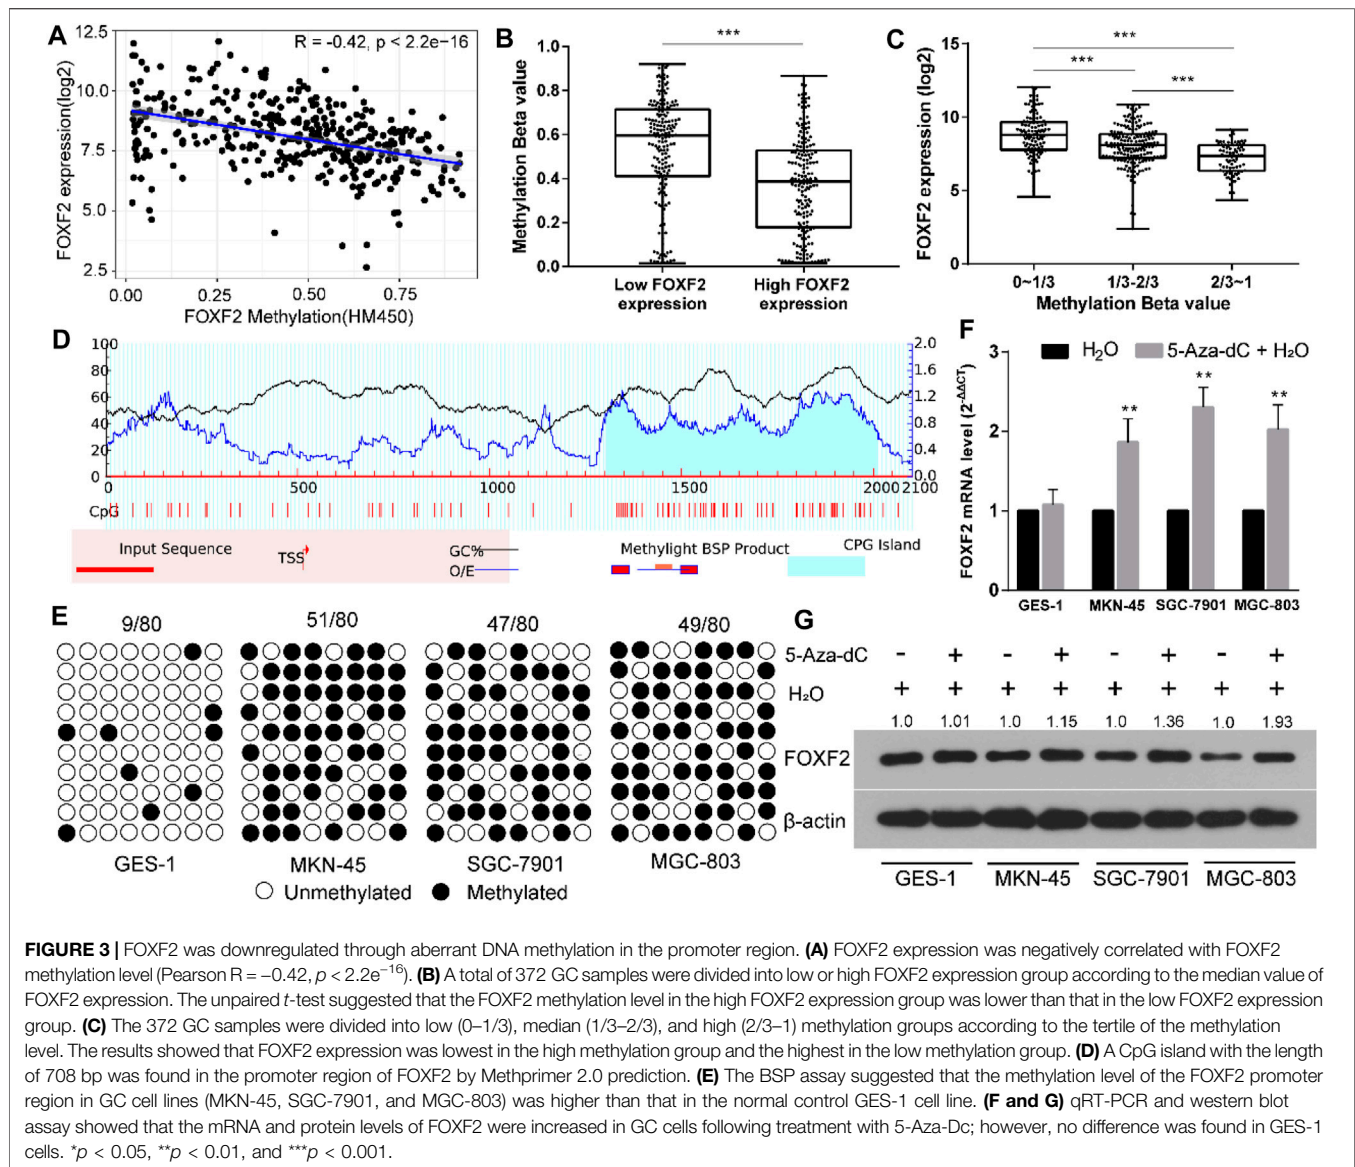 A
R = -0.42, p < 2.2e-16
FOXF2 expression(log2)
12.5
10.0
7.5
5.0
2.5
0.00 0.25 0.50 0.75
FOXF2 Methylation(HM450)
B
***
Methylation Beta value
1.0
0.8
0.6
0.4
0.2
0.0
Low FOXF2 expression
High FOXF2 expression
C
***
*** ***
FOXF2 expression (log2)
15
10
5
0
0~1/3 1/3-2/3 2/3~1
Methylation Beta value
D
100
80
60
40
20
0
2.0
1.6
1.2
0.8
0.4
0.0
0 500 1000 1500 2000 2100
CpG
Input Sequence
TSS
GC%
O/E
Methylight BSP Product
CPG Island
F
H₂O 5-Aza-dC + H₂O
FOXF2 mRNA level (2^-ΔΔCT)
3
2
1
0
** ** **
GES-1 MKN-45 SGC-7901 MGC-803
E
9/80 51/80 47/80 49/80
GES-1 MKN-45 SGC-7901 MGC-803
Unmethylated Methylated
G
5-Aza-dC - + - + - + - +
H₂O + + + + + + + +
1.0 1.01 1.0 1.15 1.0 1.36 1.0 1.93
FOXF2
β-actin
GES-1 MKN-45 SGC-7901 MGC-803
FIGURE 3 | FOXF2 was downregulated through aberrant DNA methylation in the promoter region. (A) FOXF2 expression was negatively correlated with FOXF2
methylation level (Pearson R = −0.42, p < 2.2e⁻¹⁶). (B) A total of 372 GC samples were divided into low or high FOXF2 expression group according to the median value of
FOXF2 expression. The unpaired t-test suggested that the FOXF2 methylation level in the high FOXF2 expression group was lower than that in the low FOXF2 expression
group. (C) The 372 GC samples were divided into low (0–1/3), median (1/3–2/3), and high (2/3–1) methylation groups according to the tertile of the methylation
level. The results showed that FOXF2 expression was lowest in the high methylation group and the highest in the low methylation group. (D) A CpG island with the length
of 708 bp was found in the promoter region of FOXF2 by Methprimer 2.0 prediction. (E) The BSP assay suggested that the methylation level of the FOXF2 promoter
region in GC cell lines (MKN-45, SGC-7901, and MGC-803) was higher than that in the normal control GES-1 cell line. (F and G) qRT-PCR and western blot
assay showed that the mRNA and protein levels of FOXF2 were increased in GC cells following treatment with 5-Aza-Dc; however, no difference was found in GES-1
cells. *p < 0.05, **p < 0.01, and ***p < 0.001.